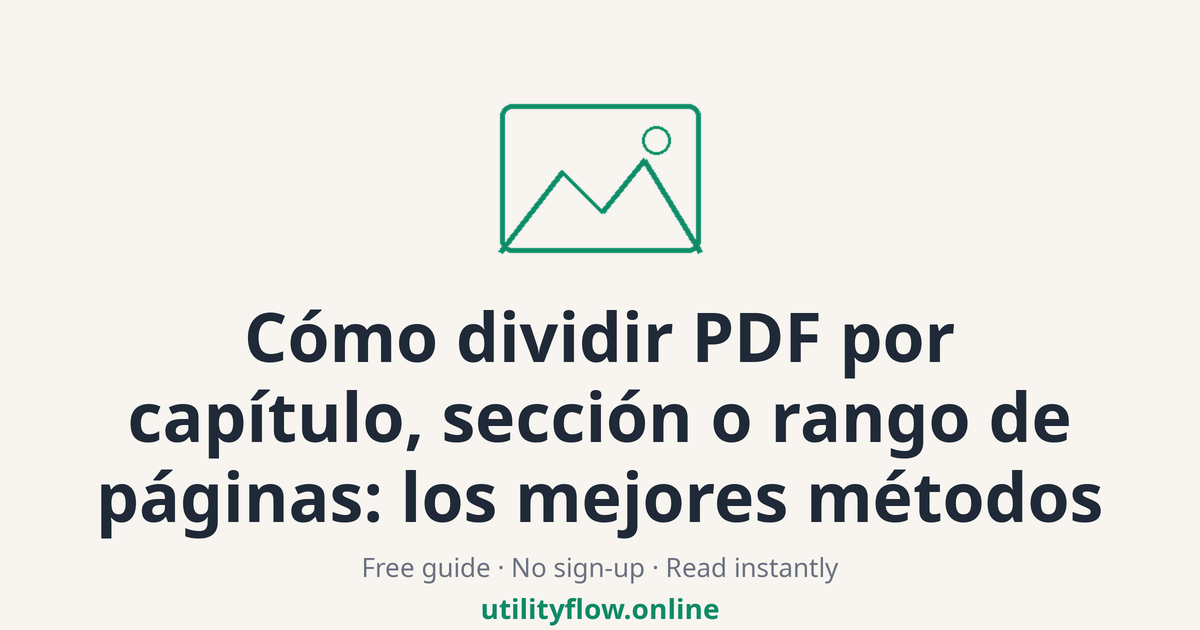 Cómo dividir PDF por
capítulo, sección o rango de
páginas: los mejores métodos
Free guide · No sign-up · Read instantly
utilityflow.online